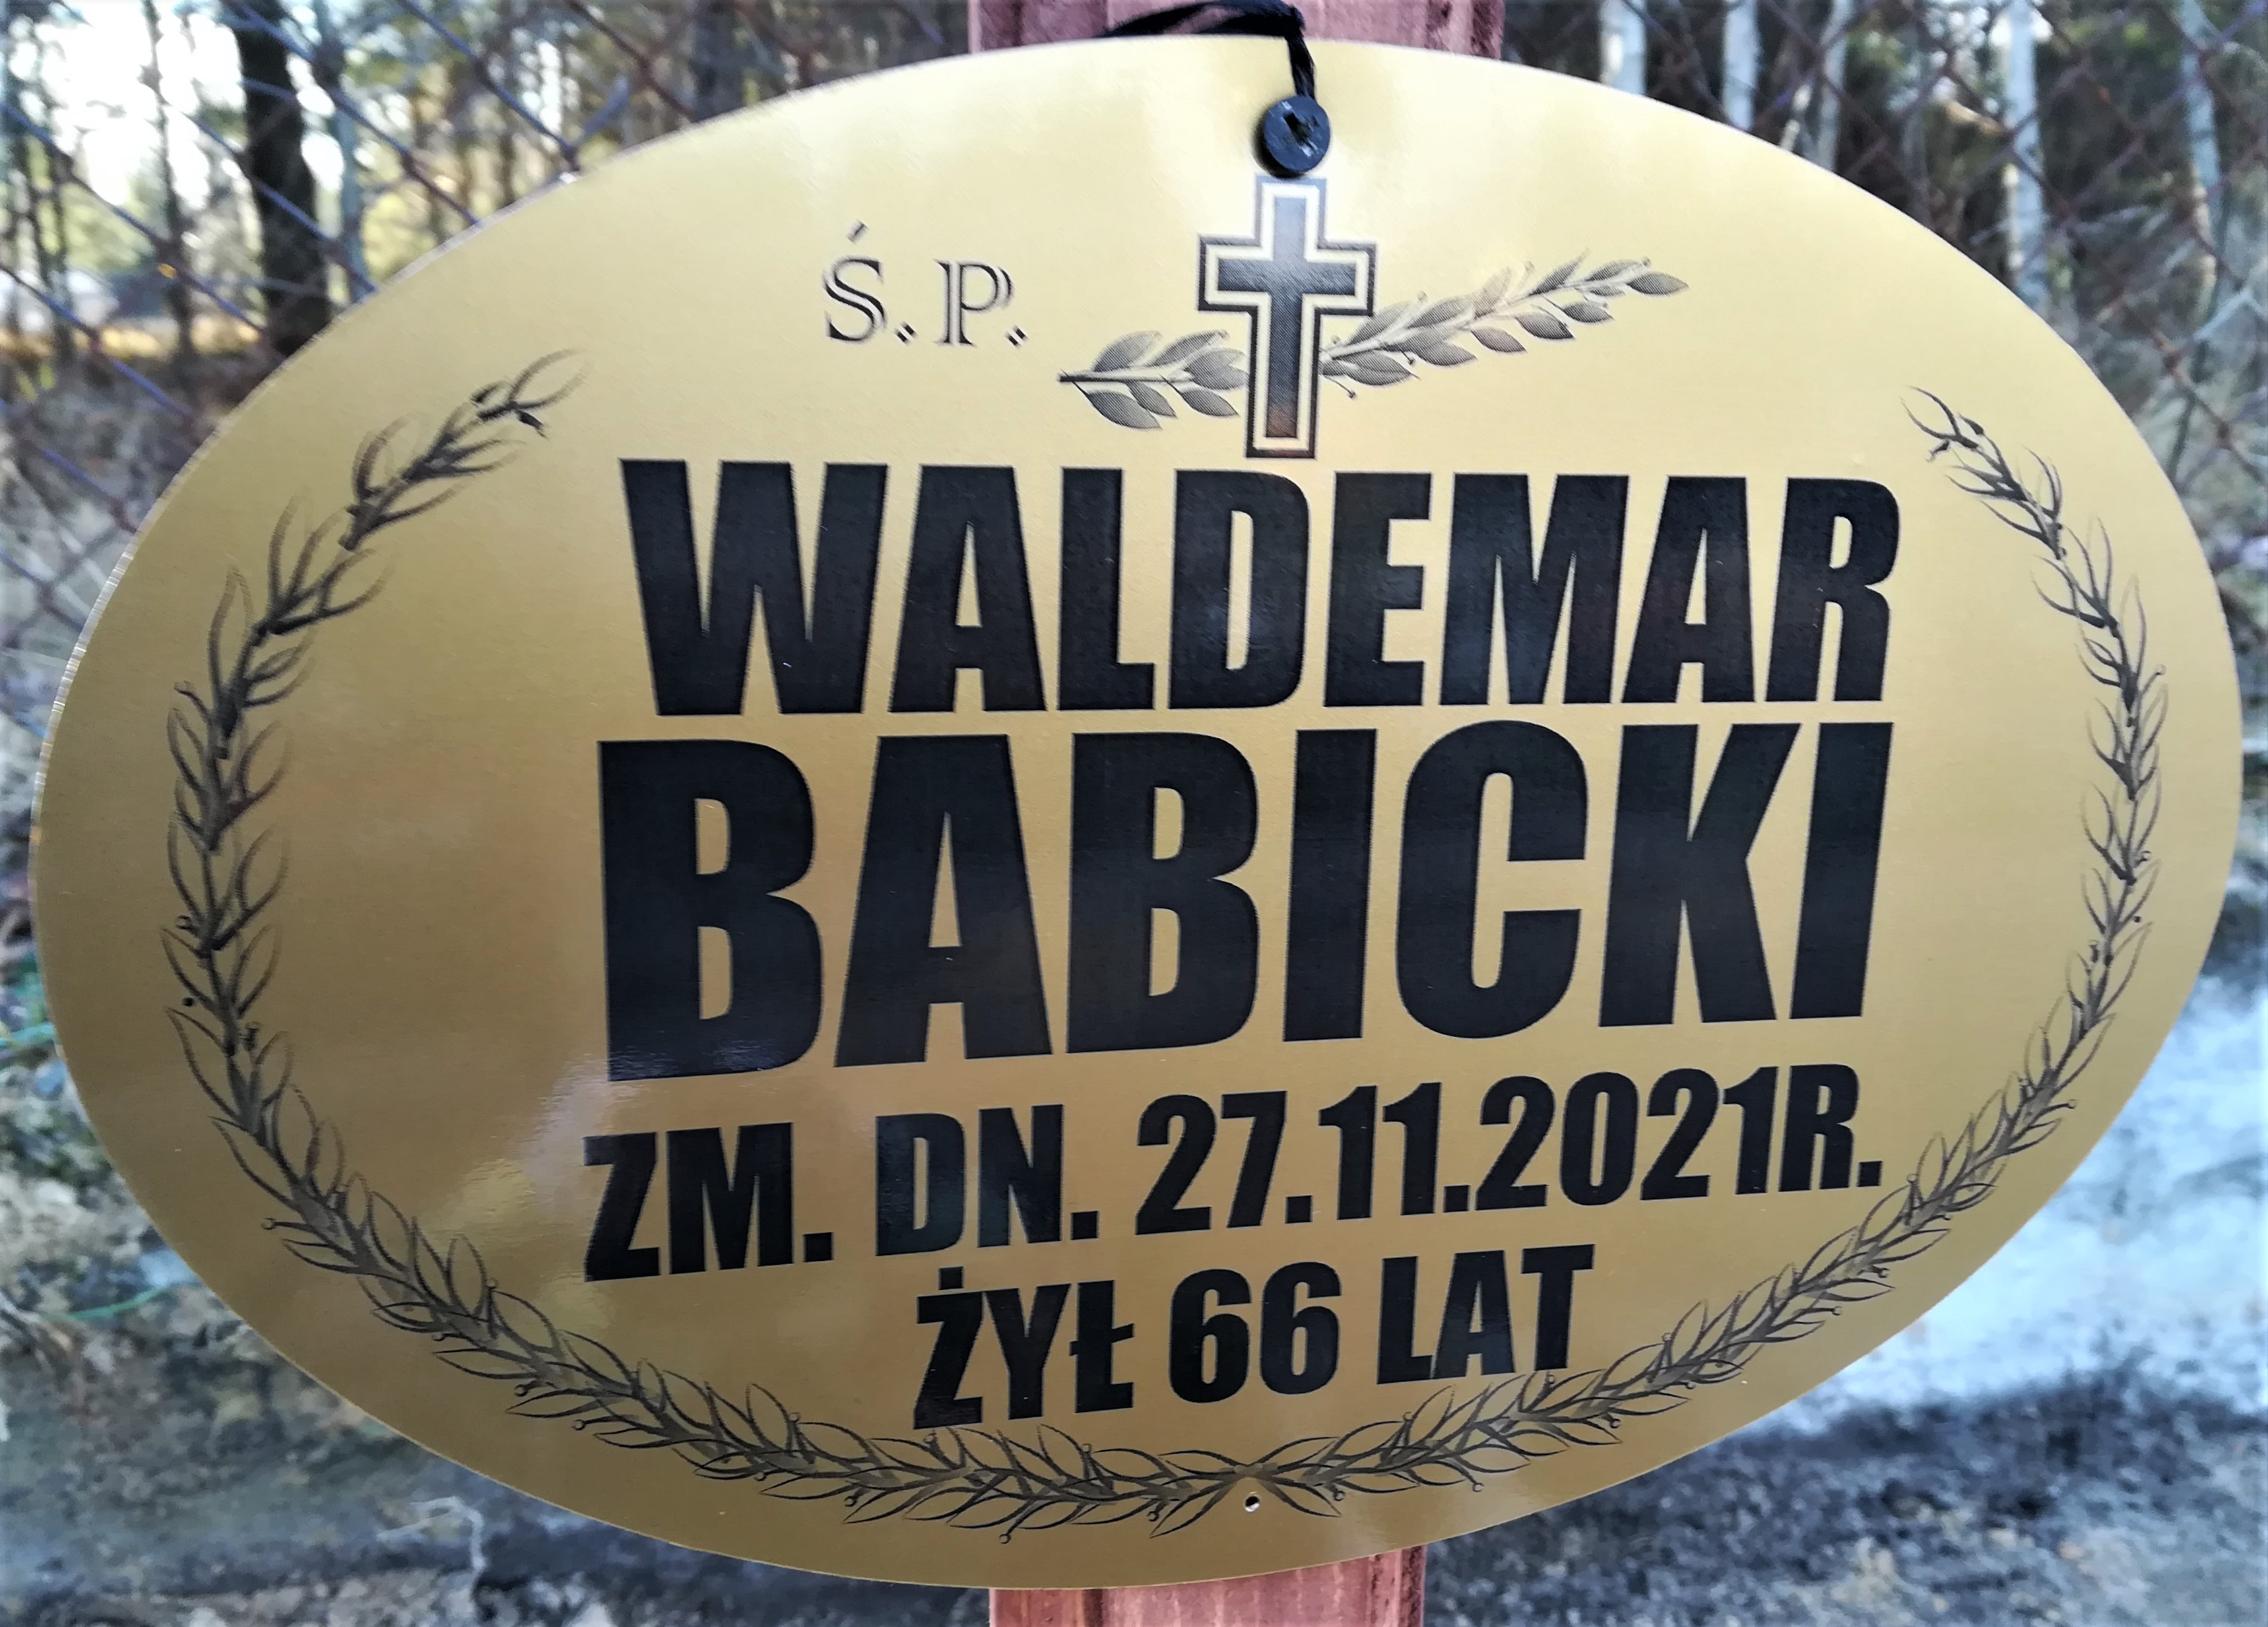 Ś. P.
WALDEMAR
BABICKI
ZM. DN. 27.11.2021R.
ŻYŁ 66 LAT